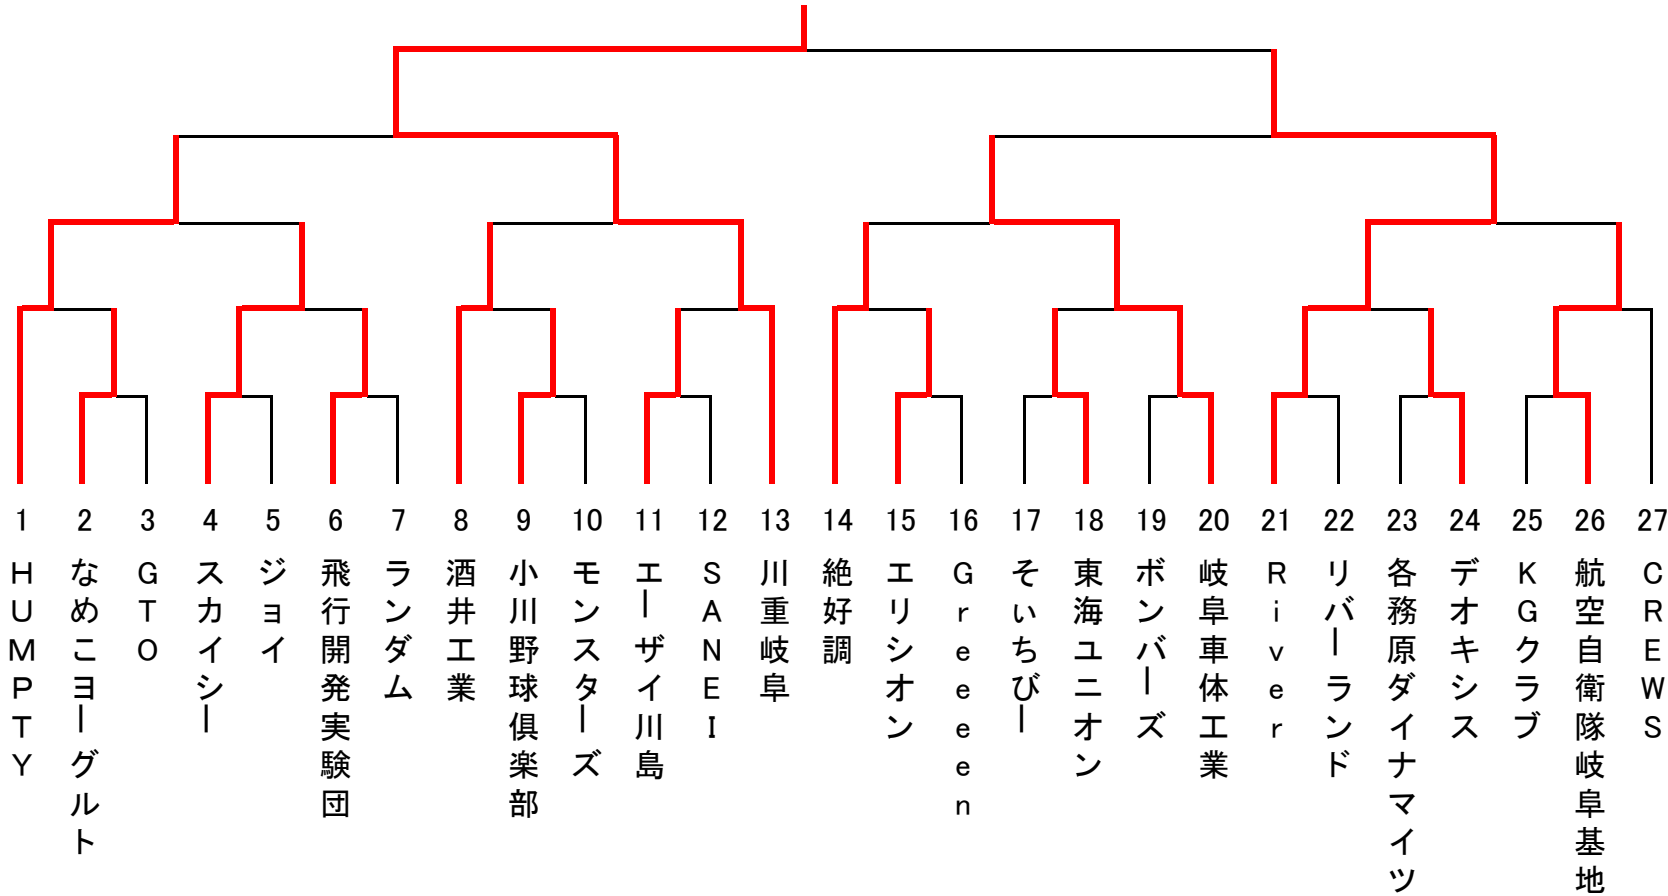 1 2 3 4 5 6 7 8 9 10 11 12 13 14 15 16 17 18 19 20 21 22 23 24 25 26 27
HUMPTY
なめこヨーグルト
GTO
スカイシー
ジョイ
飛行開発実験団
ランダム
酒井工業
小川野球倶楽部
モンスターズ
エーザイ川島
SANEI
川重岐阜
絶好調
エリシオン
Greeeen
そいちびー
東海ユニオン
ボンバーズ
岐阜車体工業
River
リバーランド
各務原ダイナマイツ
デオキシス
KGクラブ
航空自衛隊岐阜基地
CREWS